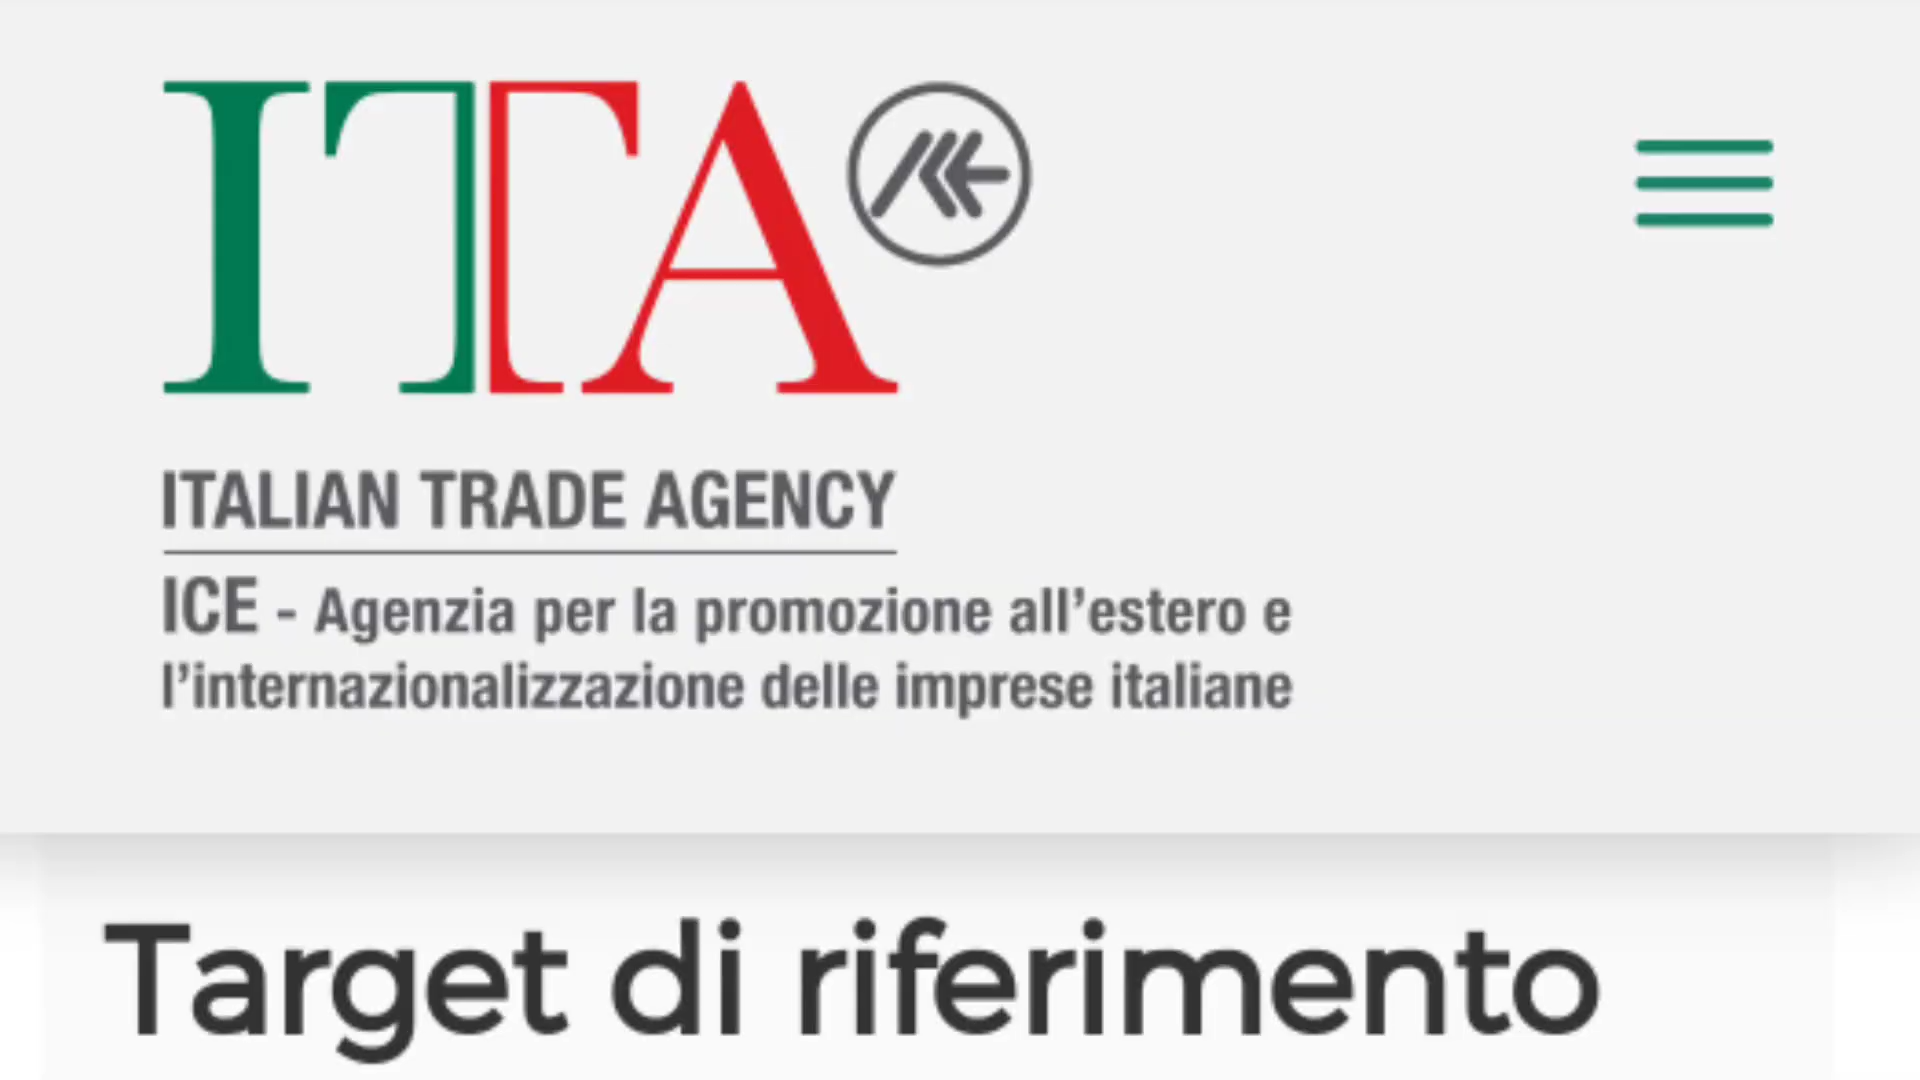 ITA
ITALIAN TRADE AGENCY
ICE - Agenzia per la promozione all’estero e
l’internazionalizzazione delle imprese italiane
Target di riferimento